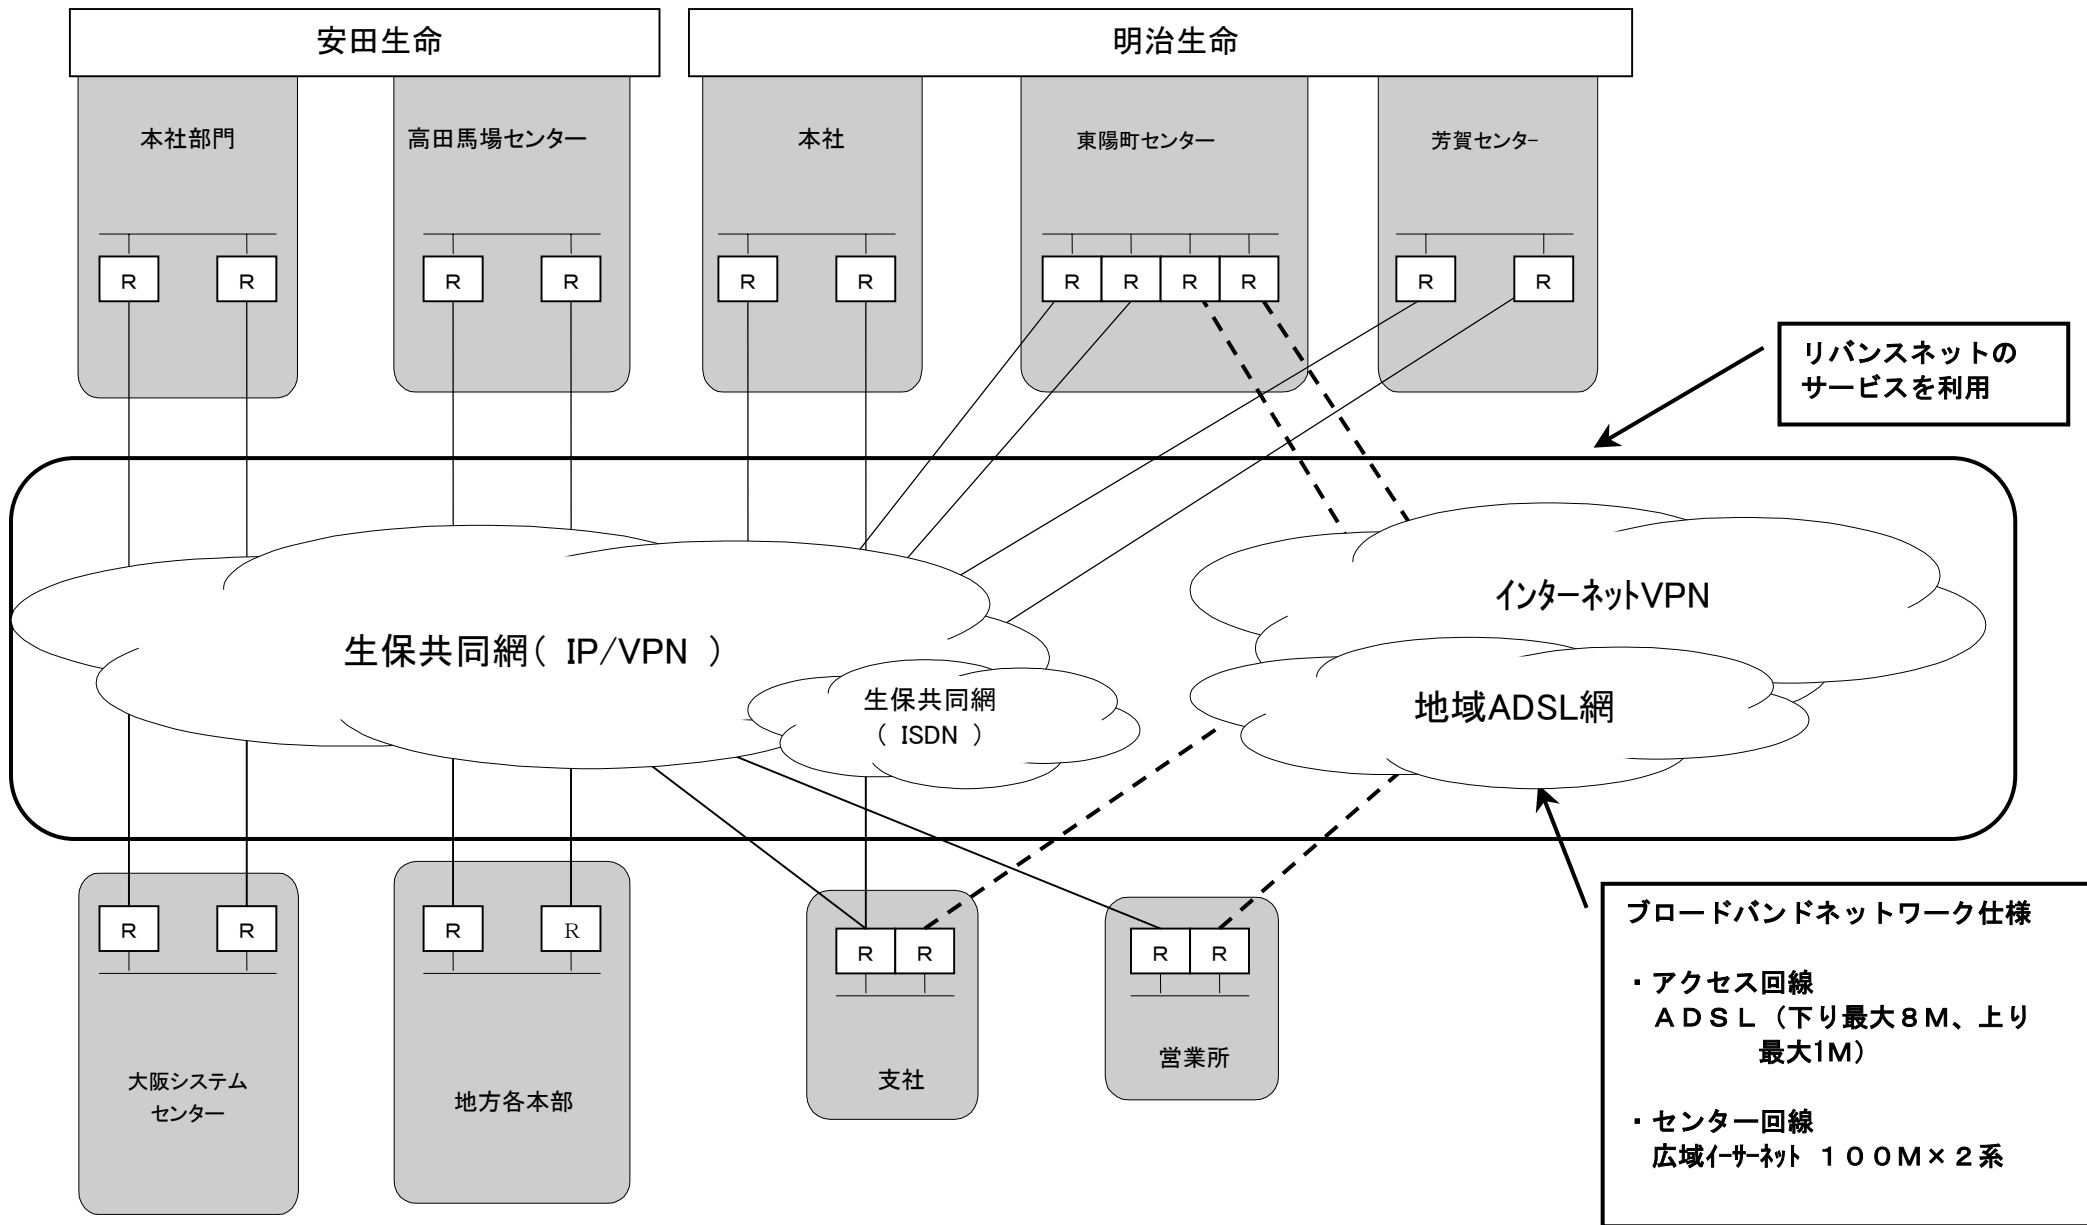 安田生命
明治生命
本社部門
高田馬場センター
本社
東陽町センター
芳賀センター
R R R R R R R R R R R R
リバンスネットの
サービスを利用
インターネットVPN
生保共同網( IP/VPN )
生保共同網
( ISDN )
地域ADSL網
R R R R R R R R
大阪システム
センター
地方各本部
支社
営業所
ブロードバンドネットワーク仕様
・アクセス回線
ADSL(下り最大8M、上り
最大1M)
・センター回線
広域イーサーネット 100M×2系